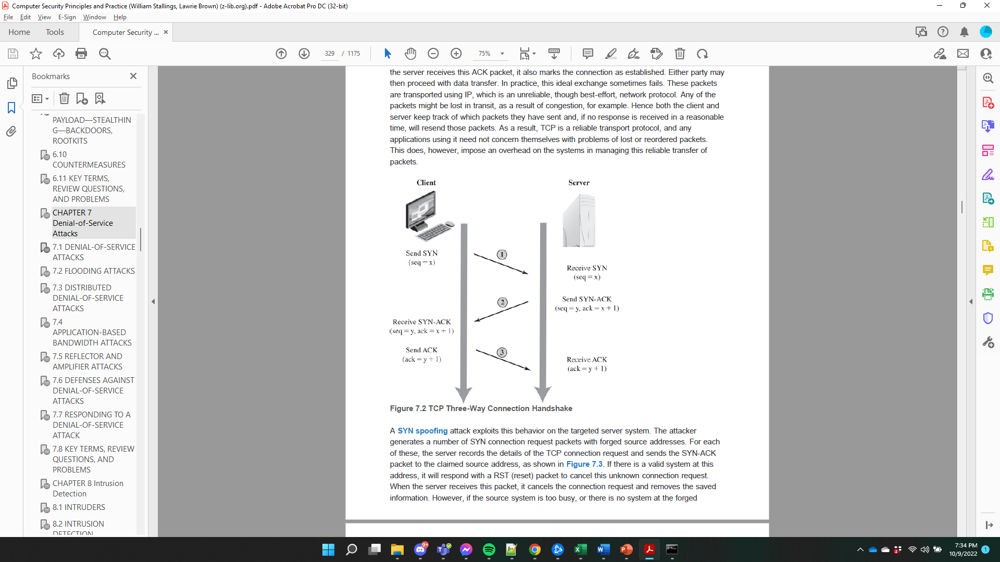 Computer Security Principles and Practice (William Stallings, Lawrie Brown) (z-lib.org).pdf - Adobe Acrobat Pro DC (32-bit)
File Edit View E-Sign Window Help
Home Tools Computer Security ... ×
329 / 1175 75%
Bookmarks
PAYLOAD—STEALTHIN
G—BACKDOORS,
ROOTKITS
6.10
COUNTERMEASURES
6.11 KEY TERMS,
REVIEW QUESTIONS,
AND PROBLEMS
CHAPTER 7
Denial-of-Service
Attacks
7.1 DENIAL-OF-SERVICE
ATTACKS
7.2 FLOODING ATTACKS
7.3 DISTRIBUTED
DENIAL-OF-SERVICE
ATTACKS
7.4
APPLICATION-BASED
BANDWIDTH ATTACKS
7.5 REFLECTOR AND
AMPLIFIER ATTACKS
7.6 DEFENSES AGAINST
DENIAL-OF-SERVICE
ATTACKS
7.7 RESPONDING TO A
DENIAL-OF-SERVICE
ATTACK
7.8 KEY TERMS, REVIEW
QUESTIONS, AND
PROBLEMS
CHAPTER 8 Intrusion
Detection
8.1 INTRUDERS
8.2 INTRUSION
DETECTION
the server receives this ACK packet, it also marks the connection as established. Either party may
then proceed with data transfer. In practice, this ideal exchange sometimes fails. These packets
are transported using IP, which is an unreliable, though best-effort, network protocol. Any of the
packets might be lost in transit, as a result of congestion, for example. Hence both the client and
server keep track of which packets they have sent and, if no response is received in a reasonable
time, will resend those packets. As a result, TCP is a reliable transport protocol, and any
applications using it need not concern themselves with problems of lost or reordered packets.
This does, however, impose an overhead on the systems in managing this reliable transfer of
packets.
Client Server
Send SYN
(seq = x)
1
Receive SYN
(seq = x)
2
Send SYN-ACK
(seq = y, ack = x + 1)
Receive SYN-ACK
(seq = y, ack = x + 1)
Send ACK
(ack = y + 1)
3
Receive ACK
(ack = y + 1)
Figure 7.2 TCP Three-Way Connection Handshake
A SYN spoofing attack exploits this behavior on the targeted server system. The attacker
generates a number of SYN connection request packets with forged source addresses. For each
of these, the server records the details of the TCP connection request and sends the SYN-ACK
packet to the claimed source address, as shown in Figure 7.3. If there is a valid system at this
address, it will respond with a RST (reset) packet to cancel this unknown connection request.
When the server receives this packet, it cancels the connection request and removes the saved
information. However, if the source system is too busy, or there is no system at the forged
9+
2
7:34 PM
10/9/2022
1